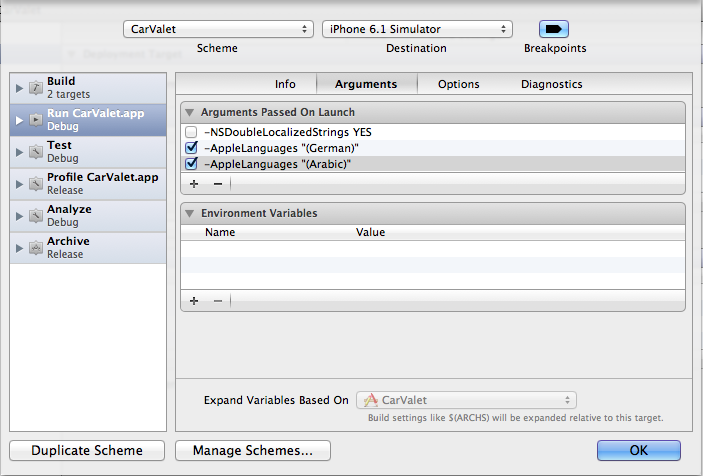 CarValet
iPhone 6.1 Simulator
Scheme
Destination
Breakpoints
Build
2 targets
Run CarValet.app
Debug
Test
Debug
Profile CarValet.app
Release
Analyze
Debug
Archive
Release
Info
Arguments
Options
Diagnostics
Arguments Passed On Launch
-NSDoubleLocalizedStrings YES
-AppleLanguages "(German)"
-AppleLanguages "(Arabic)"
+ −
Environment Variables
Name
Value
+ −
Expand Variables Based On
CarValet
Build settings like $(ARCHS) will be expanded relative to this target.
Duplicate Scheme
Manage Schemes...
OK